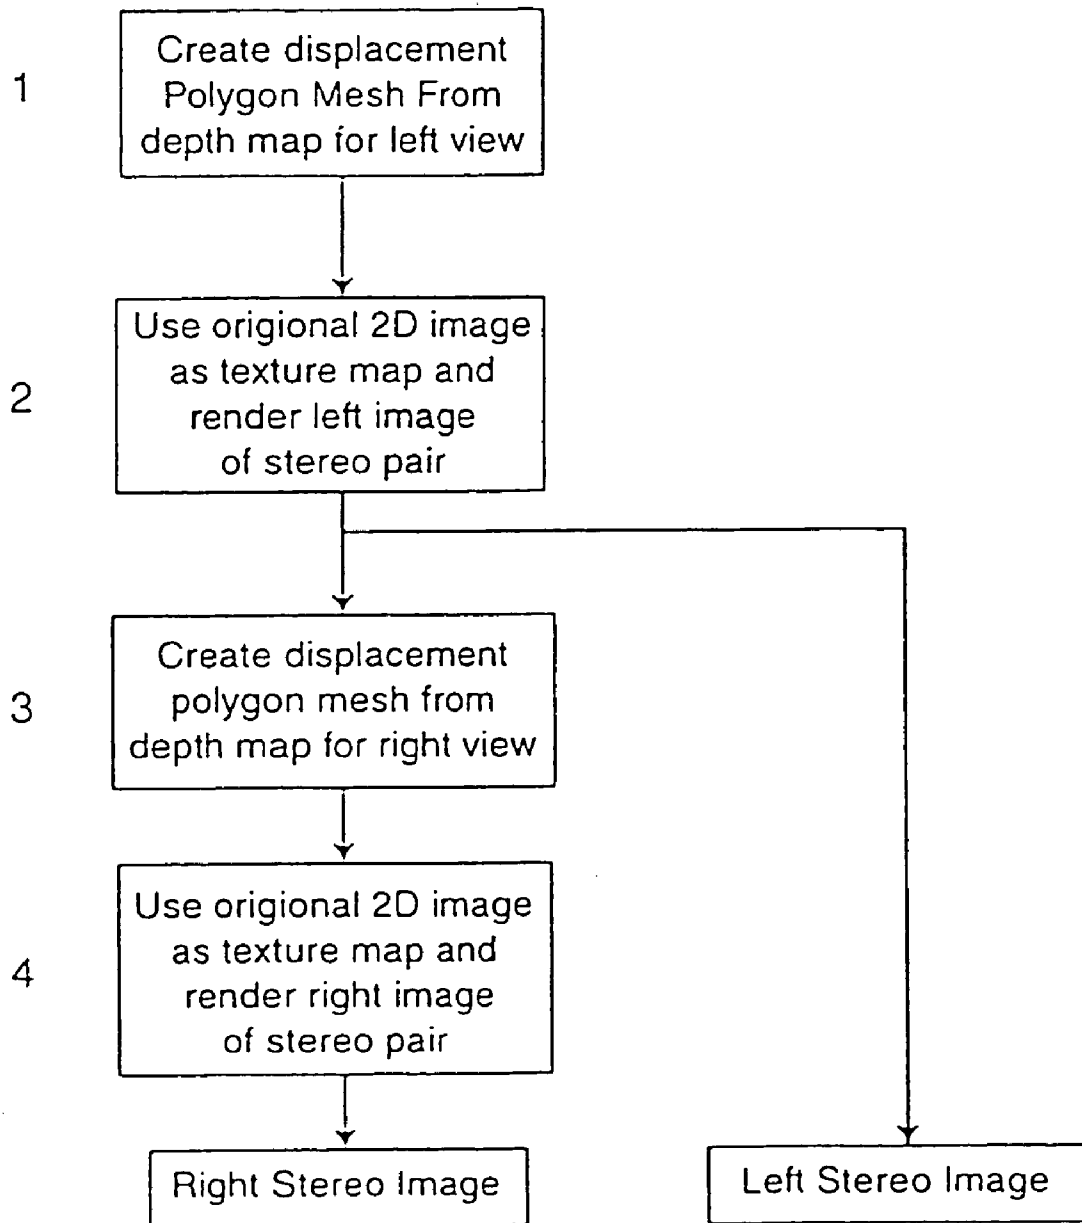 1
Create displacement
Polygon Mesh From
depth map for left view
2
Use origional 2D image
as texture map and
render left image
of stereo pair
3
Create displacement
polygon mesh from
depth map for right view
4
Use origional 2D image
as texture map and
render right image
of stereo pair
Right Stereo Image
Left Stereo Image